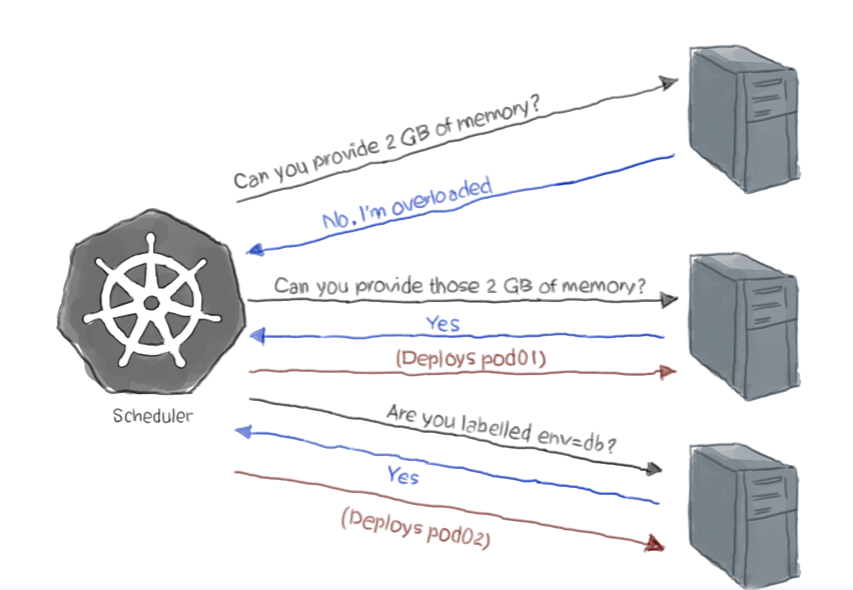 Can you provide 2 GB of memory?
No. I'm overloaded
Can you provide those 2 GB of memory?
Yes
(Deploys pod01)
Scheduler
Are you labelled env=db?
Yes
(Deploys pod02)